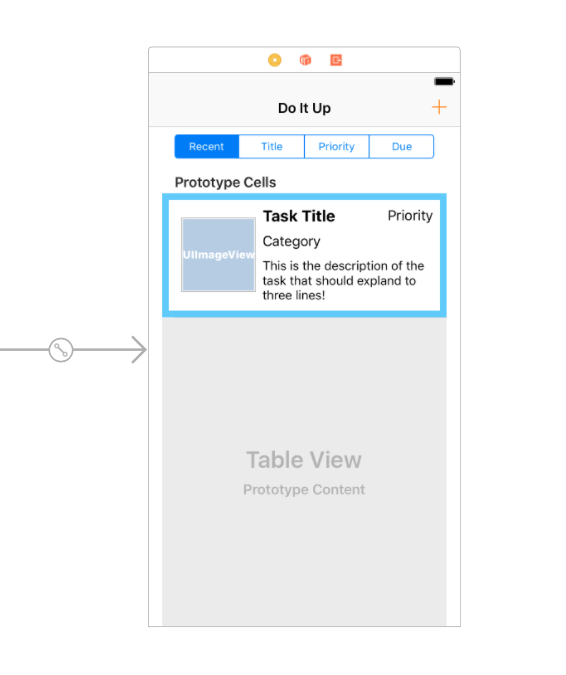 Do It Up
Recent Title Priority Due
Prototype Cells
Task Title Priority
UIImageView
Category
This is the description of the
task that should expland to
three lines!
Table View
Prototype Content